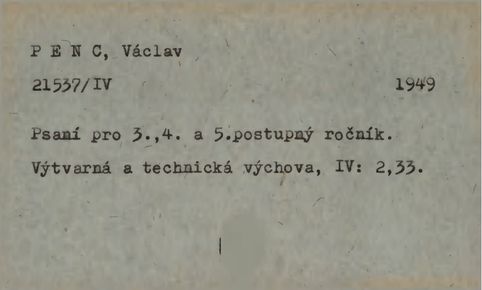 P E N C, Václav
21537/IV 1949
Psaní pro 3.,4. a 5.postupný ročník.
Výtvarná a technická výchova, IV: 2,33.